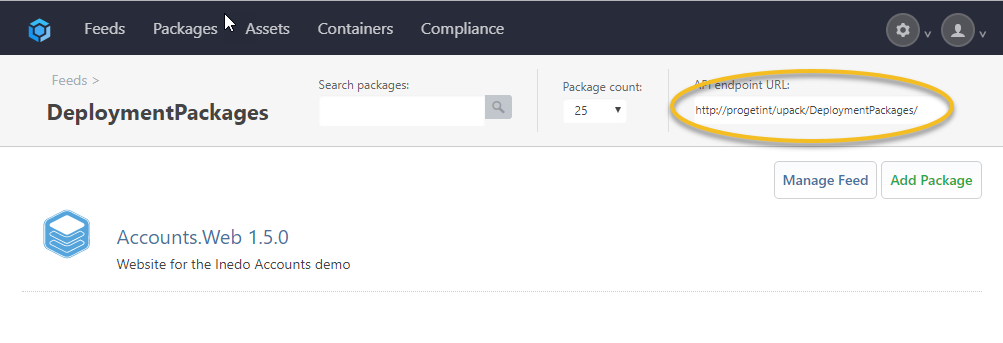 Feeds Packages Assets Containers Compliance
Feeds >
DeploymentPackages
Search packages:
Package count:
25
API endpoint URL:
http://progetint/upack/DeploymentPackages/
Manage Feed
Add Package
Accounts.Web 1.5.0
Website for the Inedo Accounts demo